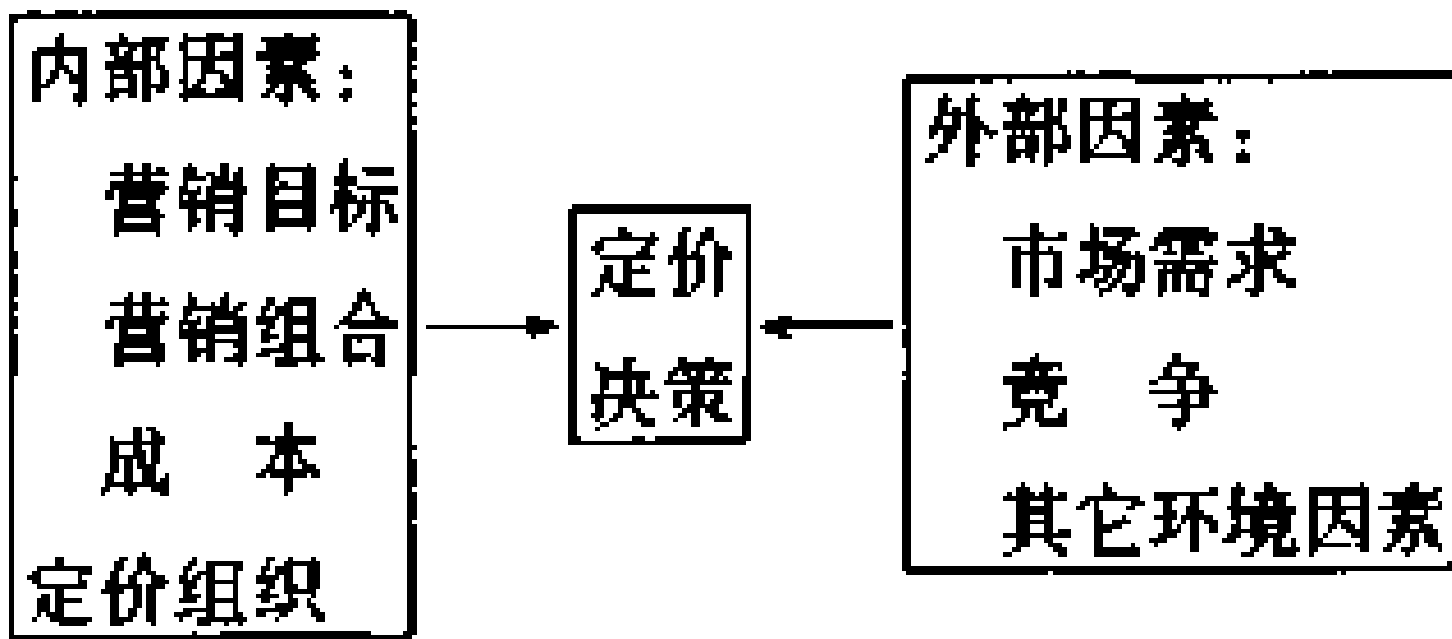 内部因素：
营销目标
营销组合
成 本
定价组织
定价
决策
外部因素：
市场需求
竞 争
其它环境因素